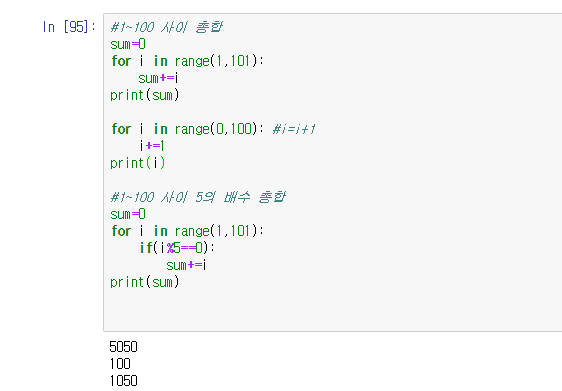 In [95]:
#1~100 사이 총합
sum=0
for i in range(1,101):
    sum+=i
print(sum)

for i in range(0,100): #i=i+1
    i+=1
print(i)

#1~100 사이 5의 배수 총합
sum=0
for i in range(1,101):
    if(i%5==0):
        sum+=i
print(sum)

5050
100
1050